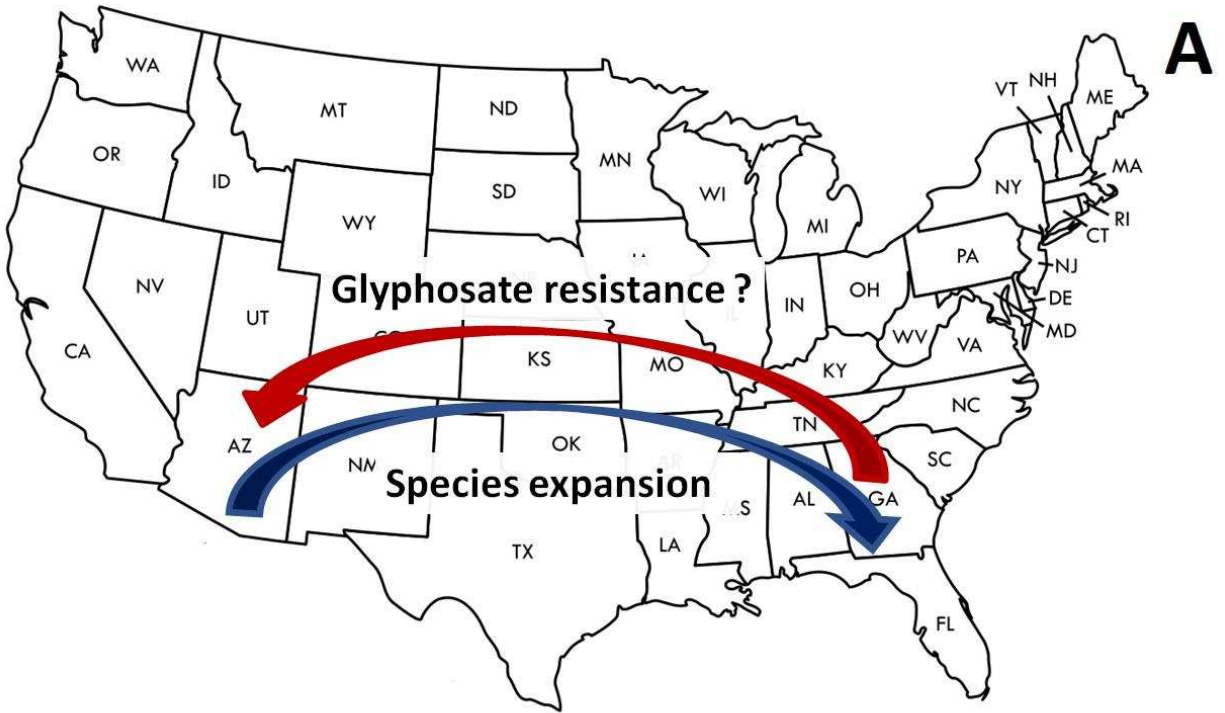 A
WA
MT
ND
MN
VT
NH
ME
OR
ID
SD
WI
MI
NY
MA
RI
CT
WY
NV
UT
PA
NJ
Glyphosate resistance ?
IN
OH
DE
MD
WV
VA
CA
KS
MO
KY
AZ
NM
OK
TN
NC
SC
Species expansion
AL
GA
TX
LA
FL